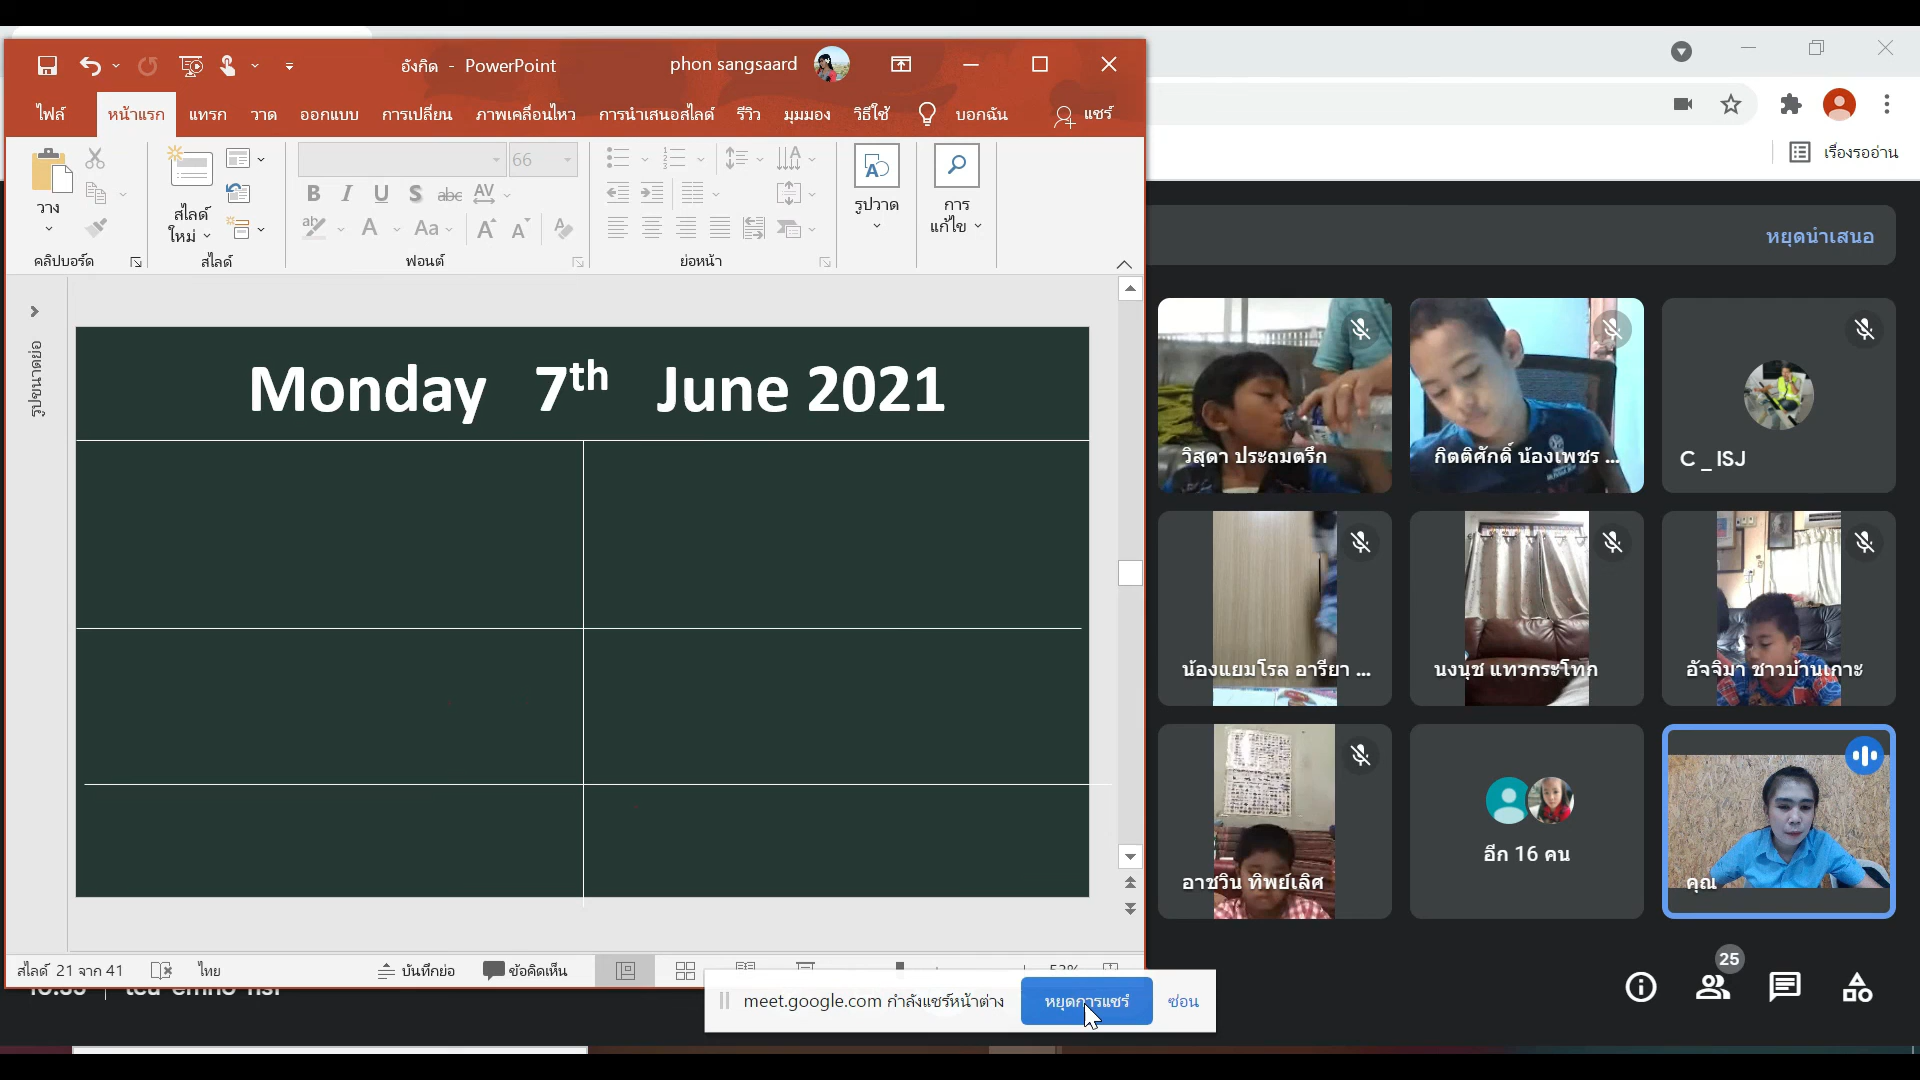 อังกิด - PowerPoint
phon sangsaard
ไฟล์ หน้าแรก แทรก วาด ออกแบบ การเปลี่ยน ภาพเคลื่อนไหว การนำเสนอสไลด์ รีวิว มุมมอง วิธีใช้ บอกฉัน แชร์
66
วาง
สไลด์ใหม่
B I U S abc AV
A Aa A A
รูปวาด
การแก้ไข
คลิปบอร์ด สไลด์ ฟอนต์ ย่อหน้า
เรื่องรออ่าน
หยุดนำเสนอ
รูปขนาดย่อ
Monday 7th June 2021
วิสุดา ประถมตรึก
กิตติศักดิ์ น้องเพชร ...
C _ ISJ
น้องแยมโรล อารียา ...
นงนุช แทวกระโทก
อัจจิมา ชาวบ้านเกาะ
อาชวิน ทิพย์เลิศ
อีก 16 คน
คุณ
สไลด์ 21 จาก 41 ไทย บันทึกย่อ ข้อคิดเห็น
25
meet.google.com กำลังแชร์หน้าต่าง หยุดการแชร์ ซ่อน